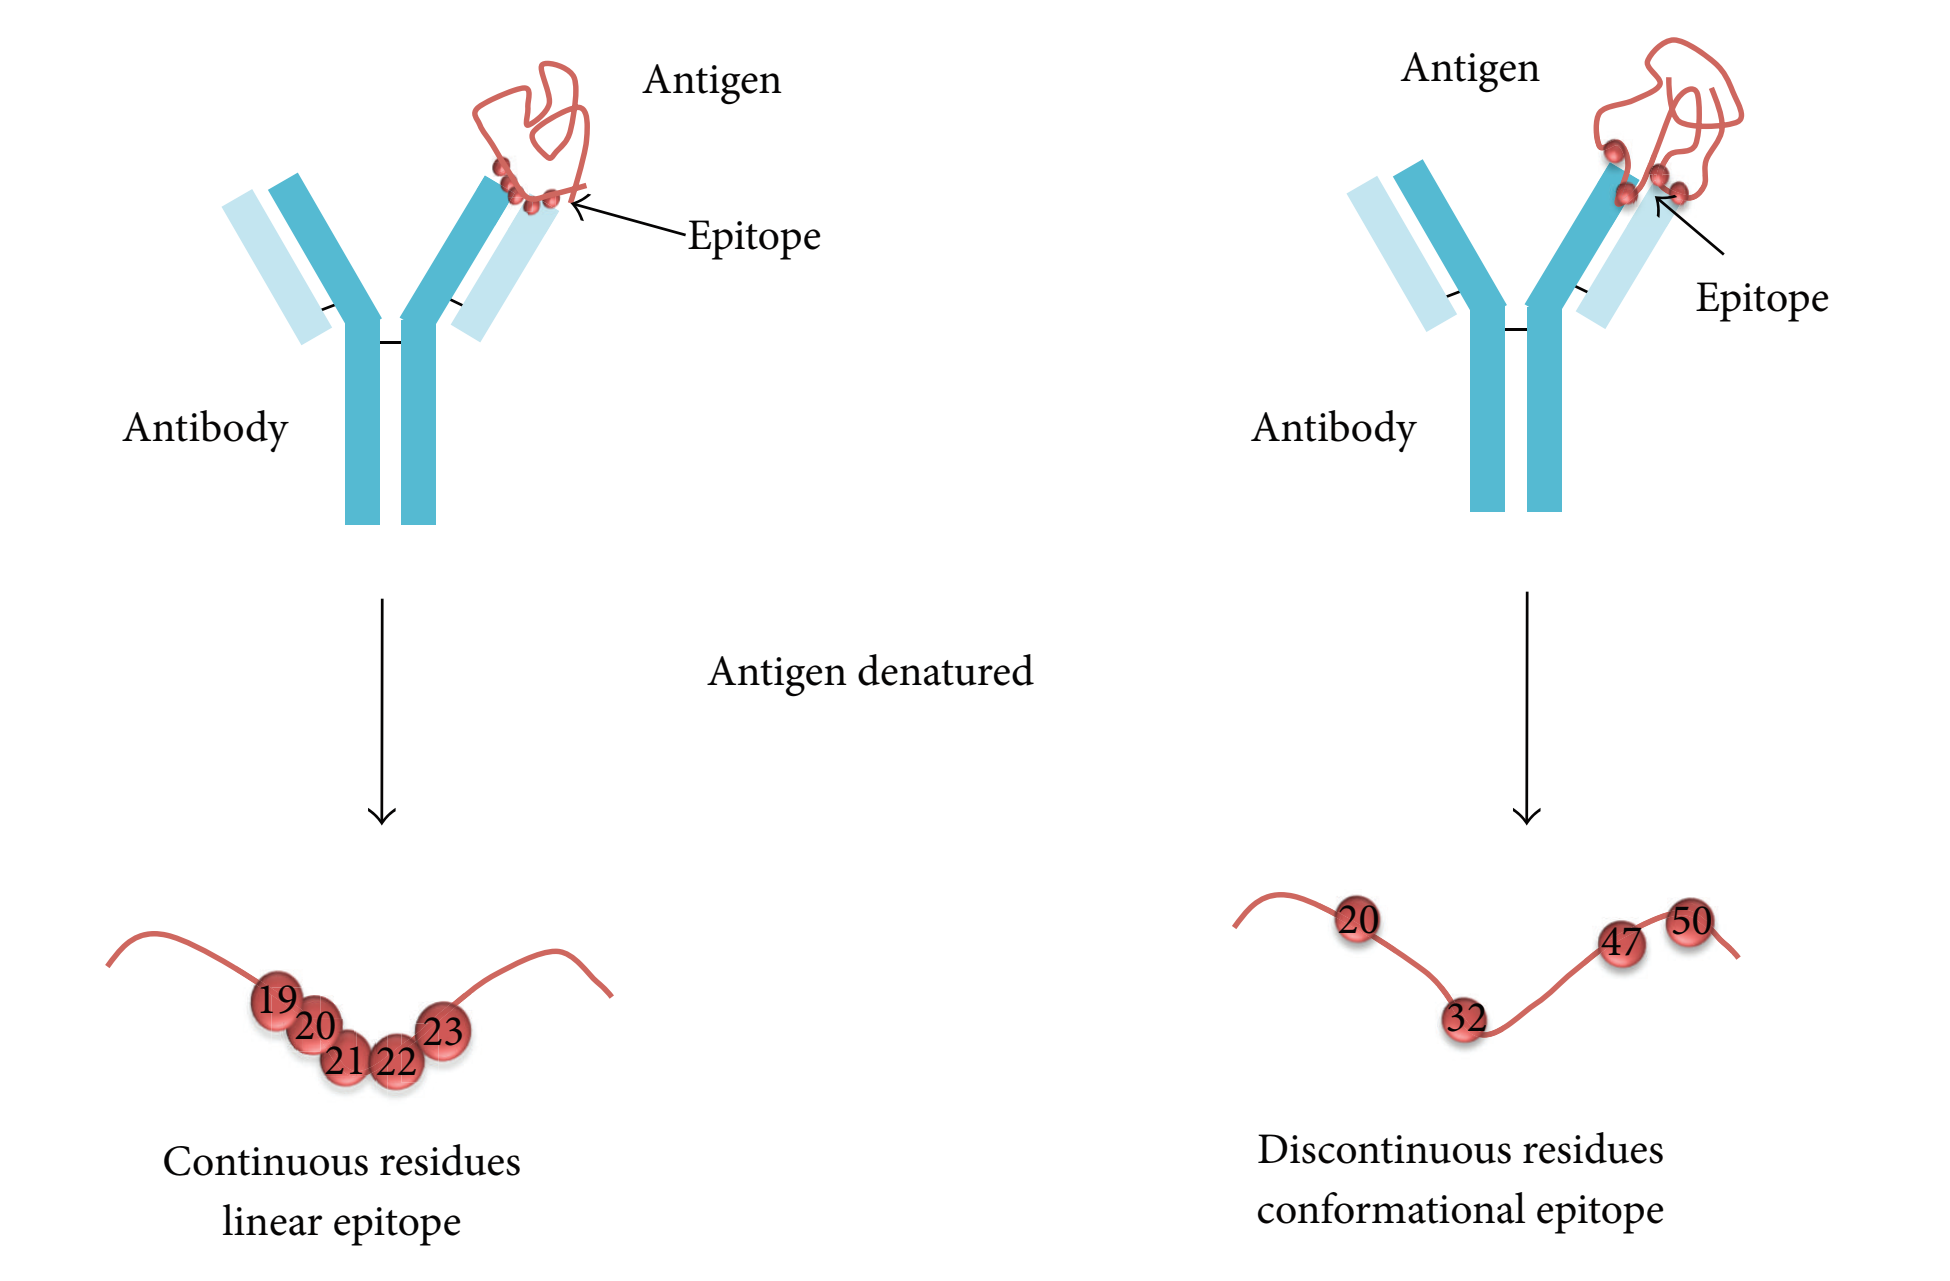 Antigen
Epitope
Antibody
Antigen
Epitope
Antibody
Antigen denatured
19
20
21
22
23
Continuous residues
linear epitope
20
32
47
50
Discontinuous residues
conformational epitope